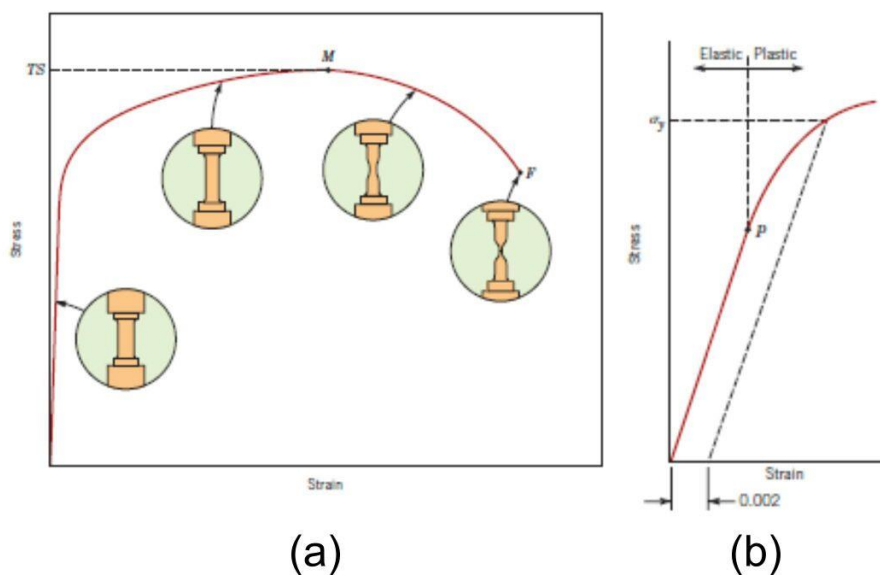 TS
M
F
Stress
Strain
(a)
Elastic Plastic
σy
P
Stress
Strain
0.002
(b)